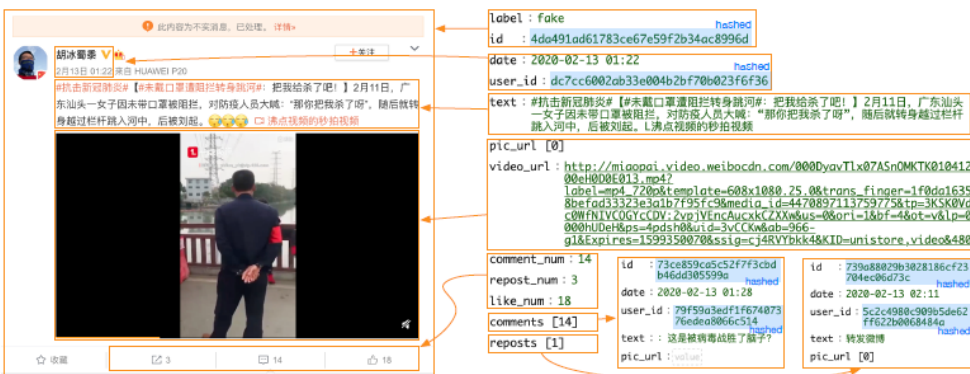 此内容为不实消息，已处理。 详情»
胡冰蜀黍
+关注
2月13日 01:22 来自 HUAWEI P20
#抗击新冠肺炎#【#未戴口罩遭阻拦转身跳河#：把我给杀了吧！】2月11日，广
东汕头一女子因未带口罩被阻拦，对防疫人员大喊：“那你把我杀了呀”，随后就转
身越过栏杆跳入河中，后被刘起。 沸点视频的秒拍视频
收藏
3
14
18
label : fake
hashed
id : 4da491ad61783ce67e59f2b34ac8996d
date : 2020-02-13 01:22
hashed
user_id : dc7cc6002ab33e004b2bf70b023f6f36
text : #抗击新冠肺炎#【#未戴口罩遭阻拦转身跳河#：把我给杀了吧！】2月11日，广东汕头
一女子因未带口罩被阻拦，对防疫人员大喊：“那你把我杀了呀”，随后就转身越过栏杆
跳入河中，后被刘起。L沸点视频的秒拍视频
pic_url [0]
video_url : http://miaopai.video.weibocdn.com/000DyavTlx07ASnOMKTK010412
00eH0D0E013.mp4?
label=mp4_720p&template=608x1080.25.0&trans_finger=1f0da1635
8befad33323e3a1b7f95fc9&media_id=4470897113759775&tp=3KSK0Vd
c0WfNIVCOGYcCDV:2vpjVEncAucxkCZXXw&us=0&ori=1&bf=4&ot=v&lp=0
000hUDeH&ps=4pdsh0&uid=3vCCKw&ab=966-
g1&Expires=1599350070&ssig=cj4RVYbkk4&KID=unistore,video&480
comment_num : 14
repost_num : 3
like_num : 18
comments [14]
reposts [1]
id : 73ce859ca5c52f7f3cbd
b46dd305599a
hashed
date : 2020-02-13 01:28
user_id : 79f59a3edf1f674073
76edea8066c514
hashed
text : : 这是被病毒战胜了脑子?
pic_url : value
id : 739a88029b3028186cf23
704ec06d73c
hashed
date : 2020-02-13 02:11
user_id : 5c2c4980c909b5de62
ff622b0068484a
hashed
text : 转发微博
pic_url [0]